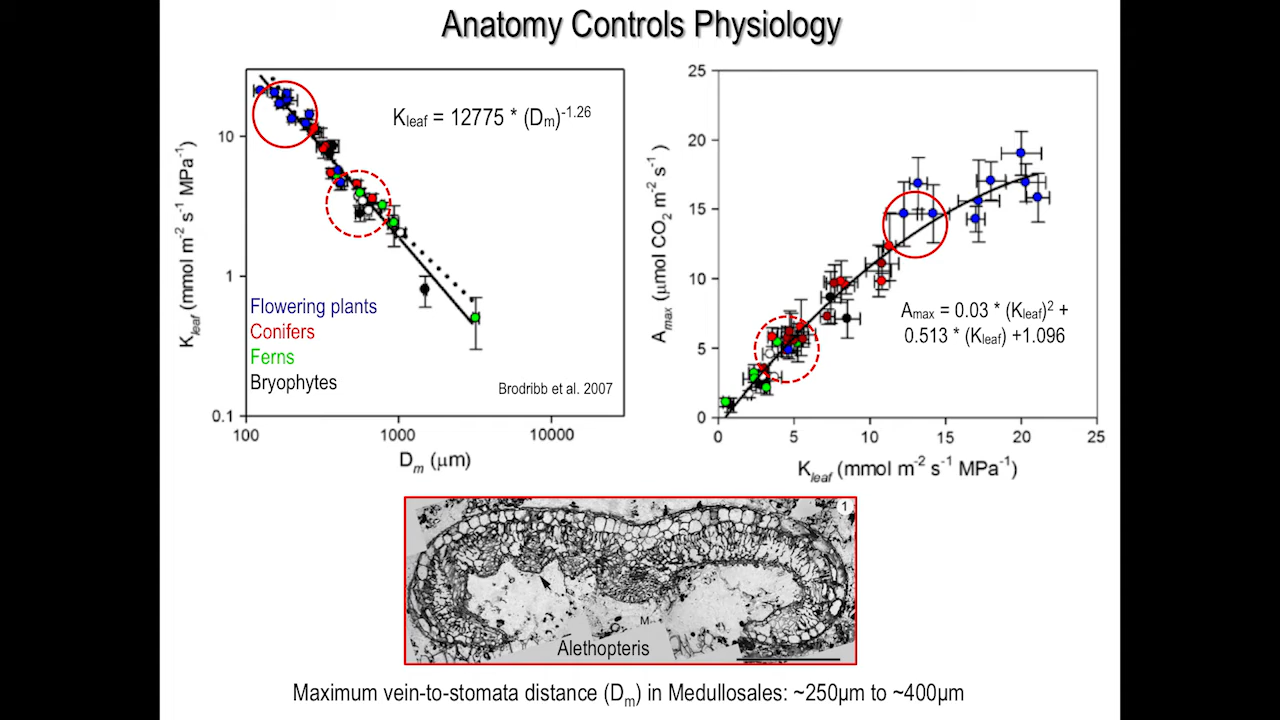 Anatomy Controls Physiology
Kleaf = 12775 * (Dm)-1.26
Kleaf (mmol m-2 s-1 MPa-1)
10
1
0.1
Flowering plants
Conifers
Ferns
Bryophytes
Brodribb et al. 2007
100
1000
10000
Dm (μm)
Amax (μmol CO2 m-2 s-1)
25
20
15
10
5
0
Amax = 0.03 * (Kleaf)2 +
0.513 * (Kleaf) +1.096
0
5
10
15
20
25
Kleaf (mmol m-2 s-1 MPa-1)
1
M
Alethopteris
Maximum vein-to-stomata distance (Dm) in Medullosales: ~250μm to ~400μm